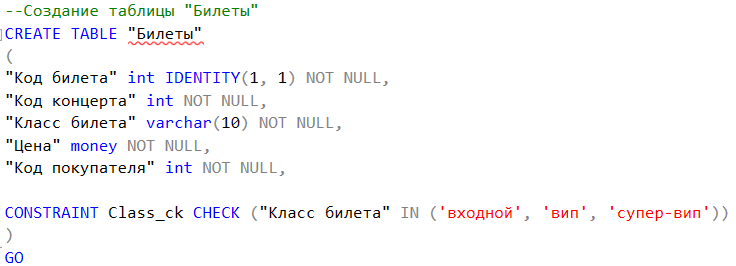 --Создание таблицы "Билеты"
CREATE TABLE "Билеты"
(
"Код билета" int IDENTITY(1, 1) NOT NULL,
"Код концерта" int NOT NULL,
"Класс билета" varchar(10) NOT NULL,
"Цена" money NOT NULL,
"Код покупателя" int NOT NULL,
CONSTRAINT Class_ck CHECK ("Класс билета" IN ('входной', 'вип', 'супер-вип'))
)
GO